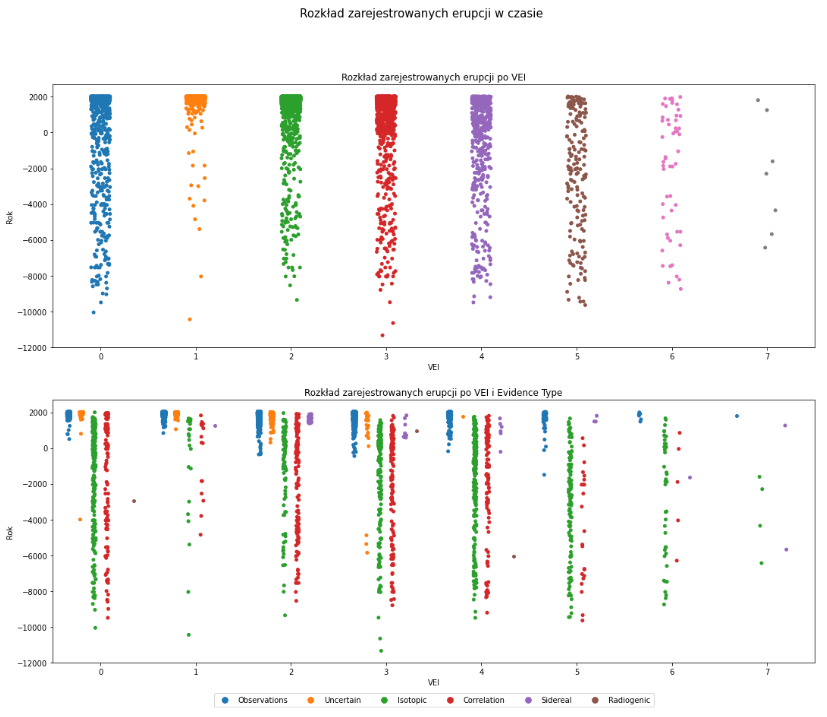 Rozkład zarejestrowanych erupcji w czasie
Rozkład zarejestrowanych erupcji po VEI
Rok
2000
0
−2000
−4000
−6000
−8000
−10000
−12000
0 1 2 3 4 5 6 7
VEI
Rozkład zarejestrowanych erupcji po VEI i Evidence Type
Rok
2000
0
−2000
−4000
−6000
−8000
−10000
−12000
0 1 2 3 4 5 6 7
VEI
Observations Uncertain Isotopic Correlation Sidereal Radiogenic